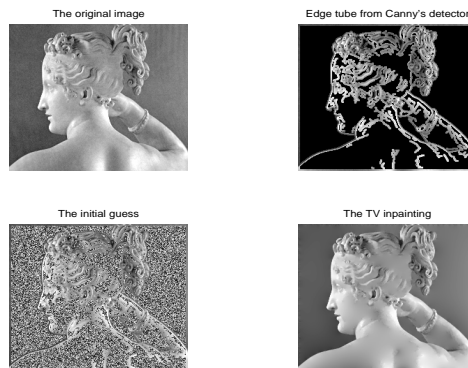 The original image
Edge tube from Canny's detector
The initial guess
The TV inpainting